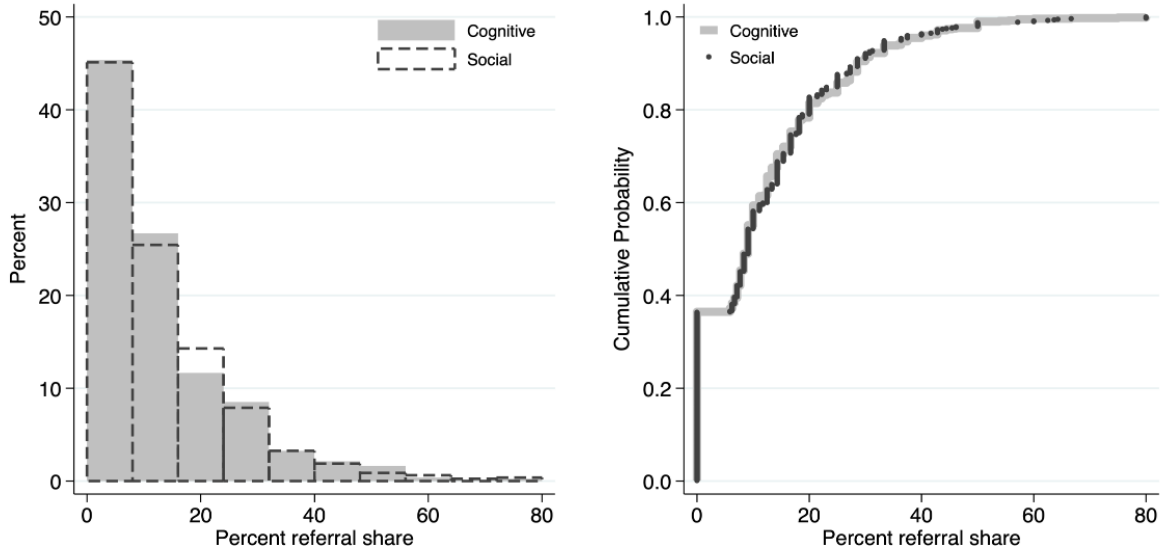 50
40
30
20
10
0
Percent
Cognitive
Social
0 20 40 60 80
Percent referral share
1.0
0.8
0.6
0.4
0.2
0.0
Cumulative Probability
Cognitive
Social
0 20 40 60 80
Percent referral share